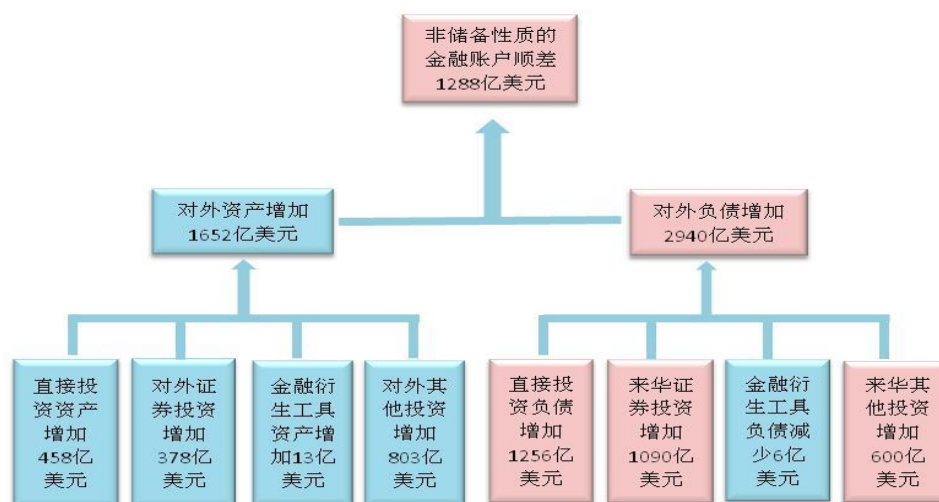 非储备性质的
金融账户顺差
1288亿美元
对外资产增加
1652亿美元
对外负债增加
2940亿美元
直接投
资资产
增加
458亿
美元
对外证
券投资
增加
378亿
美元
金融衍
生工具
资产增
加13亿
美元
对外其
他投资
增加
803亿
美元
直接投
资负债
增加
1256亿
美元
来华证
券投资
增加
1090亿
美元
金融衍
生工具
负债减
少6亿
美元
来华其
他投资
增加
600亿
美元